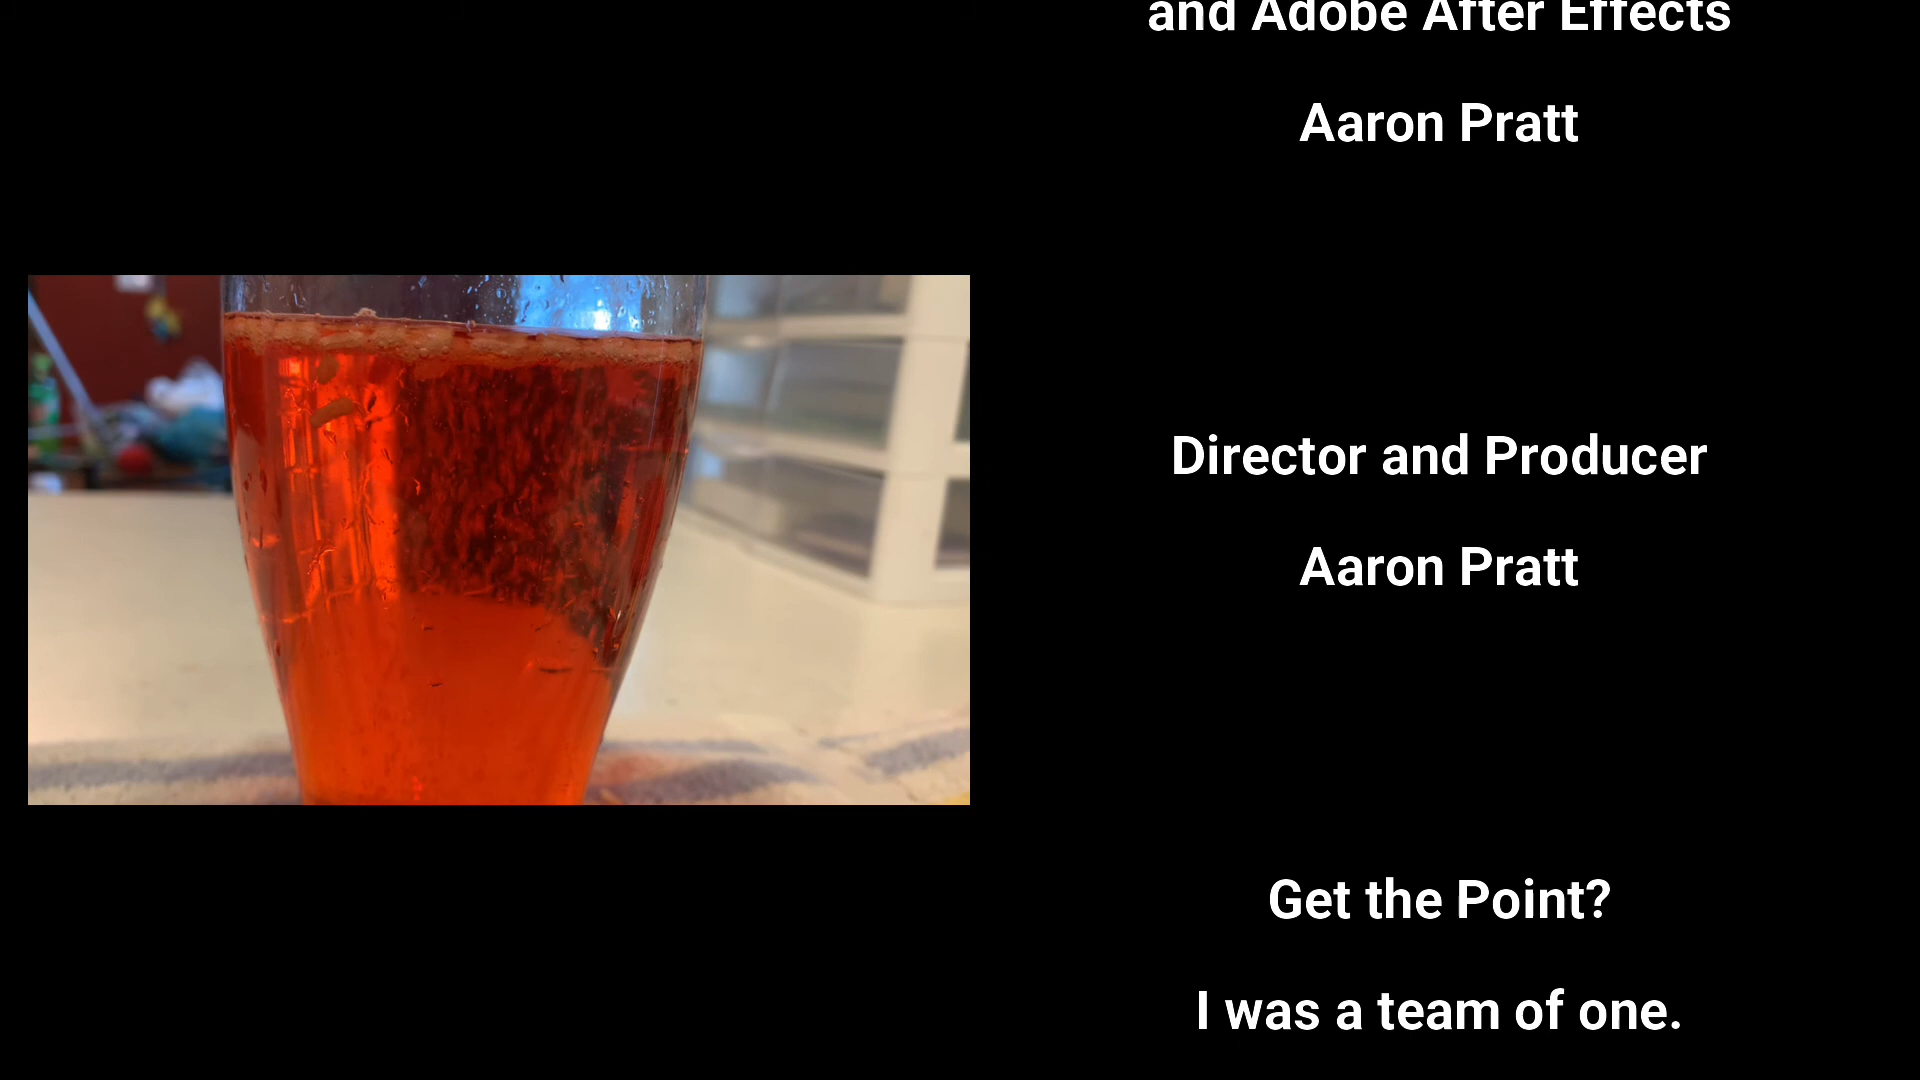 and Adobe After Effects
Aaron Pratt
Director and Producer
Aaron Pratt
Get the Point?
I was a team of one.